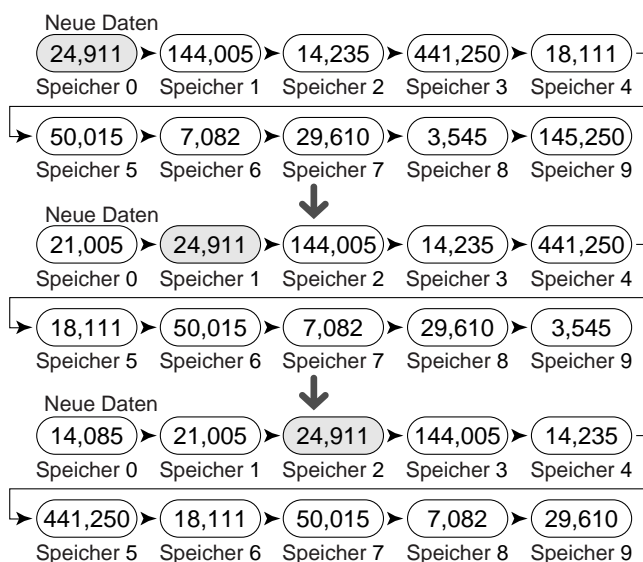 Neue Daten
24,911 144,005 14,235 441,250 18,111
Speicher 0 Speicher 1 Speicher 2 Speicher 3 Speicher 4
50,015 7,082 29,610 3,545 145,250
Speicher 5 Speicher 6 Speicher 7 Speicher 8 Speicher 9
Neue Daten
21,005 24,911 144,005 14,235 441,250
Speicher 0 Speicher 1 Speicher 2 Speicher 3 Speicher 4
18,111 50,015 7,082 29,610 3,545
Speicher 5 Speicher 6 Speicher 7 Speicher 8 Speicher 9
Neue Daten
14,085 21,005 24,911 144,005 14,235
Speicher 0 Speicher 1 Speicher 2 Speicher 3 Speicher 4
441,250 18,111 50,015 7,082 29,610
Speicher 5 Speicher 6 Speicher 7 Speicher 8 Speicher 9